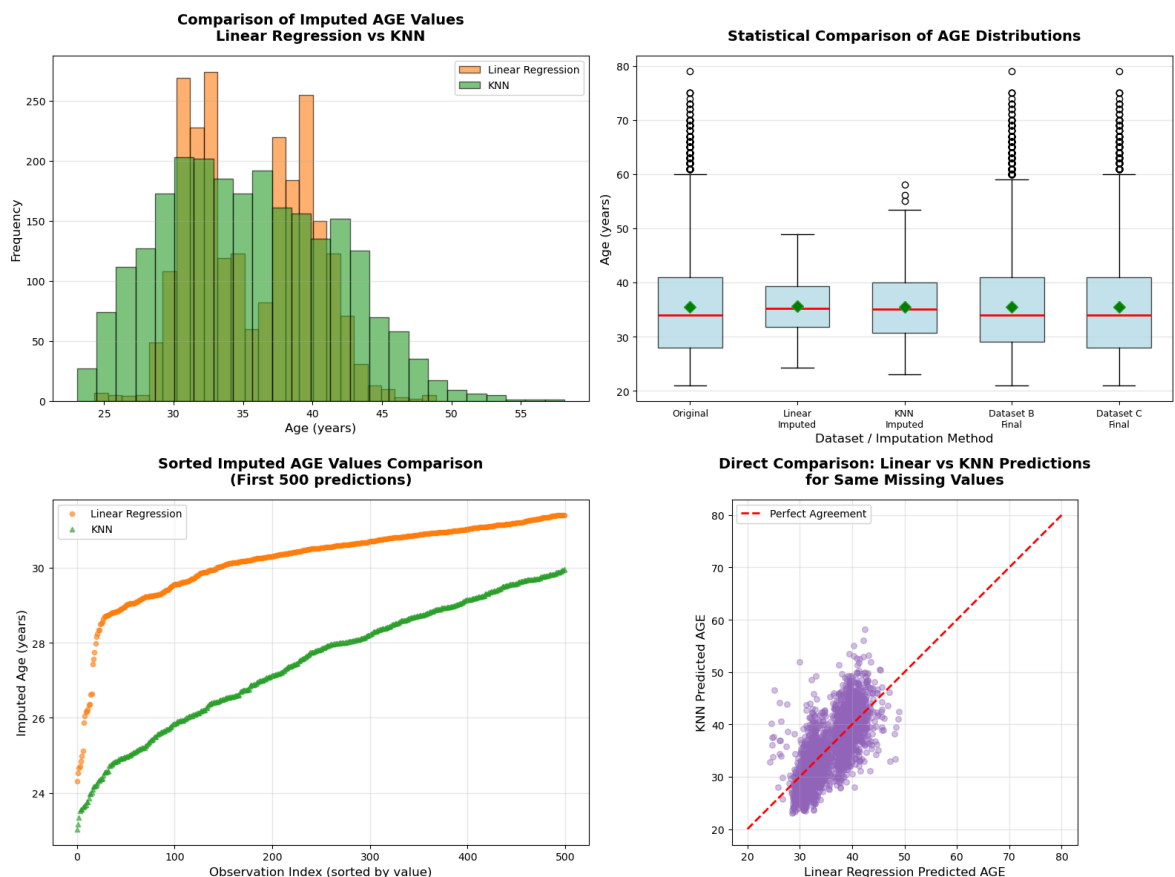 Comparison of Imputed AGE Values
Linear Regression vs KNN
Linear Regression
KNN
Frequency
250
200
150
100
50
0
25
30
35
40
45
50
55
Age (years)
Statistical Comparison of AGE Distributions
Age (years)
80
70
60
50
40
30
20
Original
Linear
Imputed
KNN
Imputed
Dataset B
Final
Dataset C
Final
Dataset / Imputation Method
Sorted Imputed AGE Values Comparison
(First 500 predictions)
Linear Regression
KNN
Imputed Age (years)
30
28
26
24
0
100
200
300
400
500
Observation Index (sorted by value)
Direct Comparison: Linear vs KNN Predictions
for Same Missing Values
Perfect Agreement
KNN Predicted AGE
80
70
60
50
40
30
20
20
30
40
50
60
70
80
Linear Regression Predicted AGE